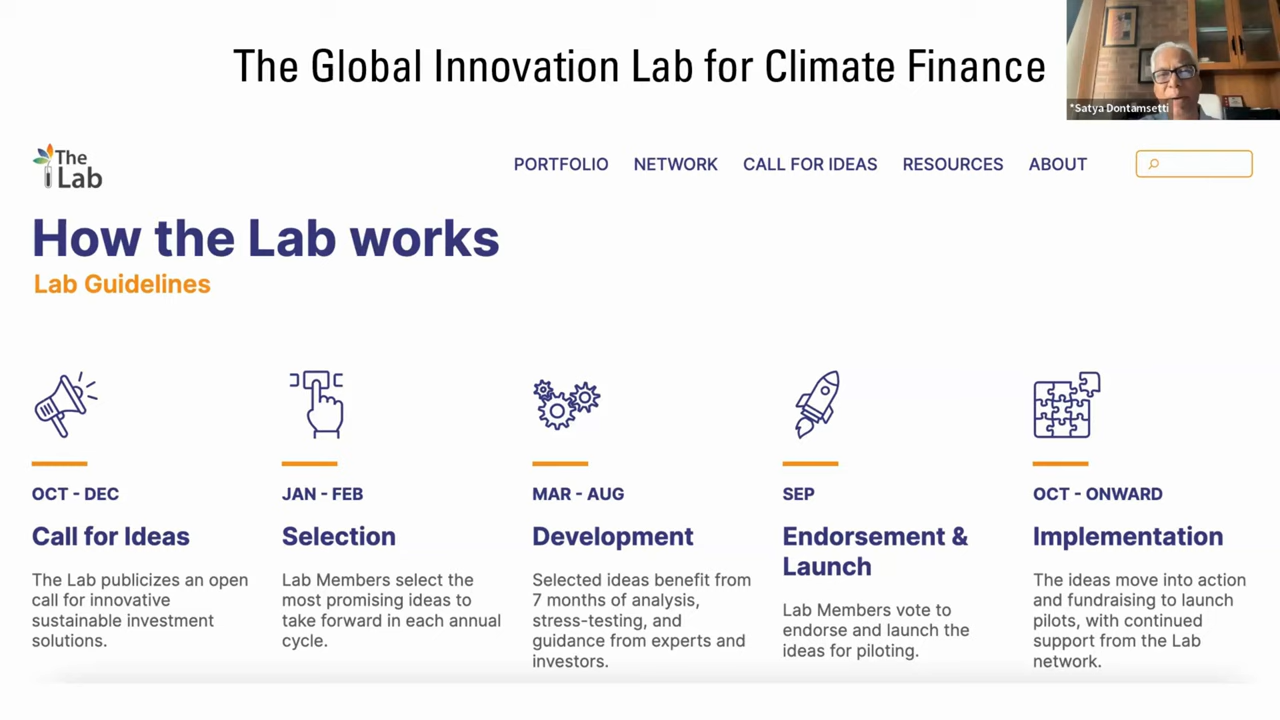 The Global Innovation Lab for Climate Finance
*Satya Dontamsetti
The
Lab
PORTFOLIO NETWORK CALL FOR IDEAS RESOURCES ABOUT
How the Lab works
Lab Guidelines
OCT - DEC
Call for Ideas
The Lab publicizes an open
call for innovative
sustainable investment
solutions.
JAN - FEB
Selection
Lab Members select the
most promising ideas to
take forward in each annual
cycle.
MAR - AUG
Development
Selected ideas benefit from
7 months of analysis,
stress-testing, and
guidance from experts and
investors.
SEP
Endorsement &
Launch
Lab Members vote to
endorse and launch the
ideas for piloting.
OCT - ONWARD
Implementation
The ideas move into action
and fundraising to launch
pilots, with continued
support from the Lab
network.